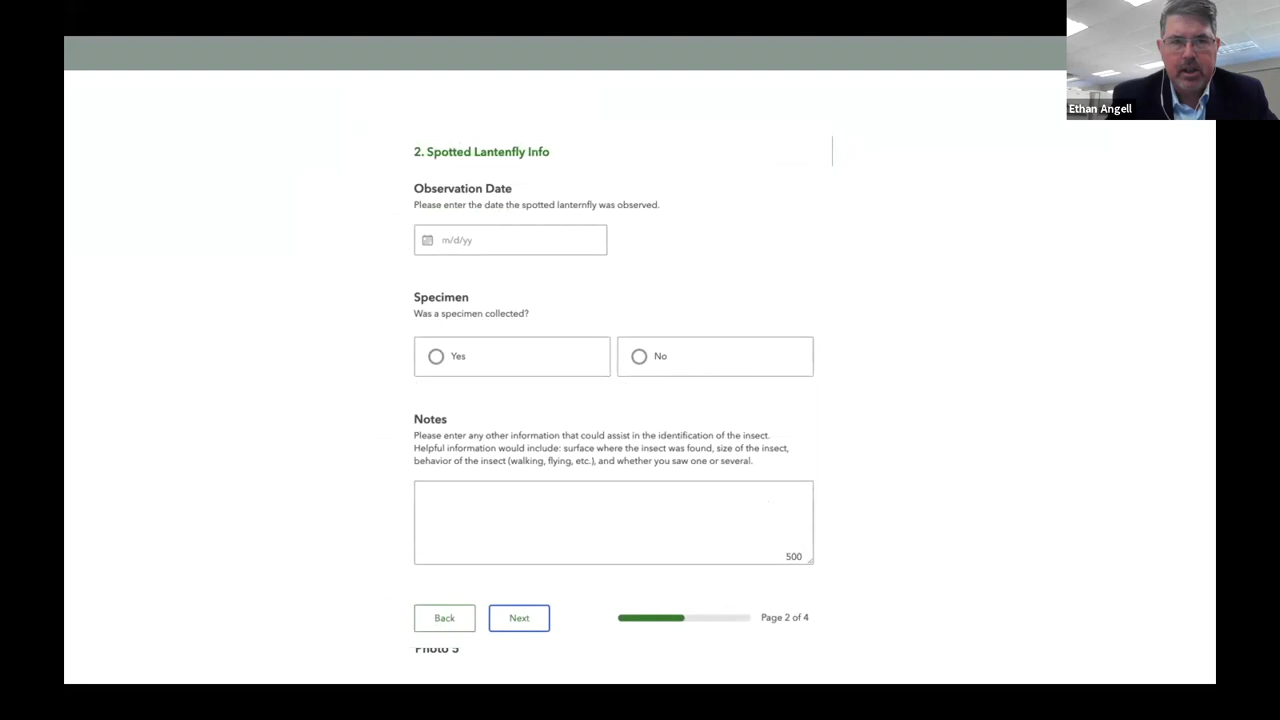 Ethan Angell
2. Spotted Lantenfly Info
Observation Date
Please enter the date the spotted lanternfly was observed.
m/d/yy
Specimen
Was a specimen collected?
Yes
No
Notes
Please enter any other information that could assist in the identification of the insect.
Helpful information would include: surface where the insect was found, size of the insect,
behavior of the insect (walking, flying, etc.), and whether you saw one or several.
500
Back
Next
Page 2 of 4
Photo 5